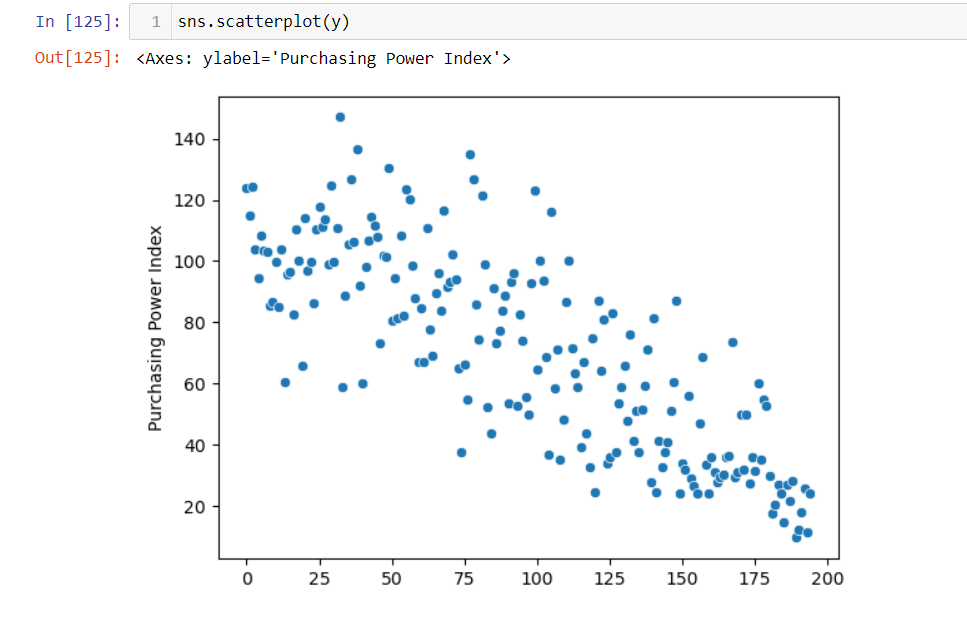 In [125]: 1 sns.scatterplot(y)
Out[125]: <Axes: ylabel='Purchasing Power Index'>
140
120
100
80
60
40
20
Purchasing Power Index
0 25 50 75 100 125 150 175 200